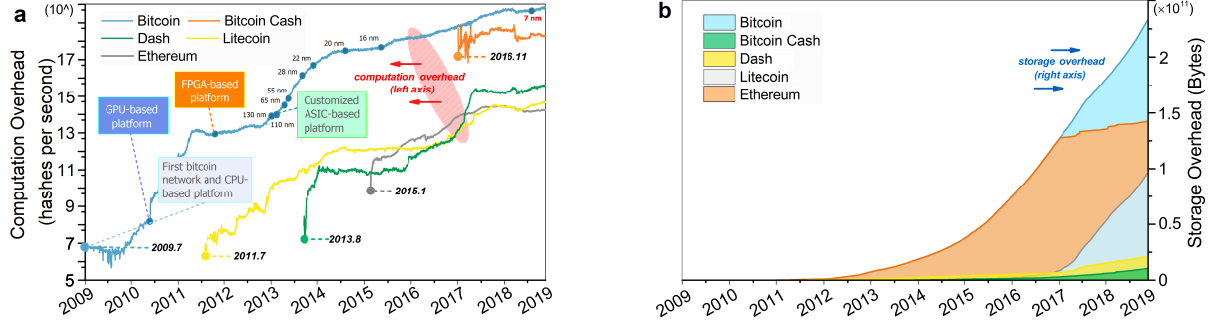 a
(10^)
Computation Overhead
(hashes per second)
17
15
13
11
9
7
5
Bitcoin
Bitcoin Cash
Dash
Litecoin
Ethereum
7 nm
16 nm
20 nm
22 nm
28 nm
55 nm
65 nm
130 nm
110 nm
2015.11
computation overhead
(left axis)
FPGA-based
platform
GPU-based
platform
Customized
ASIC-based
platform
First bitcoin
network and CPU-
based platform
2015.1
2009.7
2011.7
2013.8
2009
2010
2011
2012
2013
2014
2015
2016
2017
2018
2019
b
(×10¹¹)
Bitcoin
Bitcoin Cash
Dash
Litecoin
Ethereum
storage overhead
(right axis)
Storage Overhead (Bytes)
2
1.5
1
0.5
0
2009
2010
2011
2012
2013
2014
2015
2016
2017
2018
2019